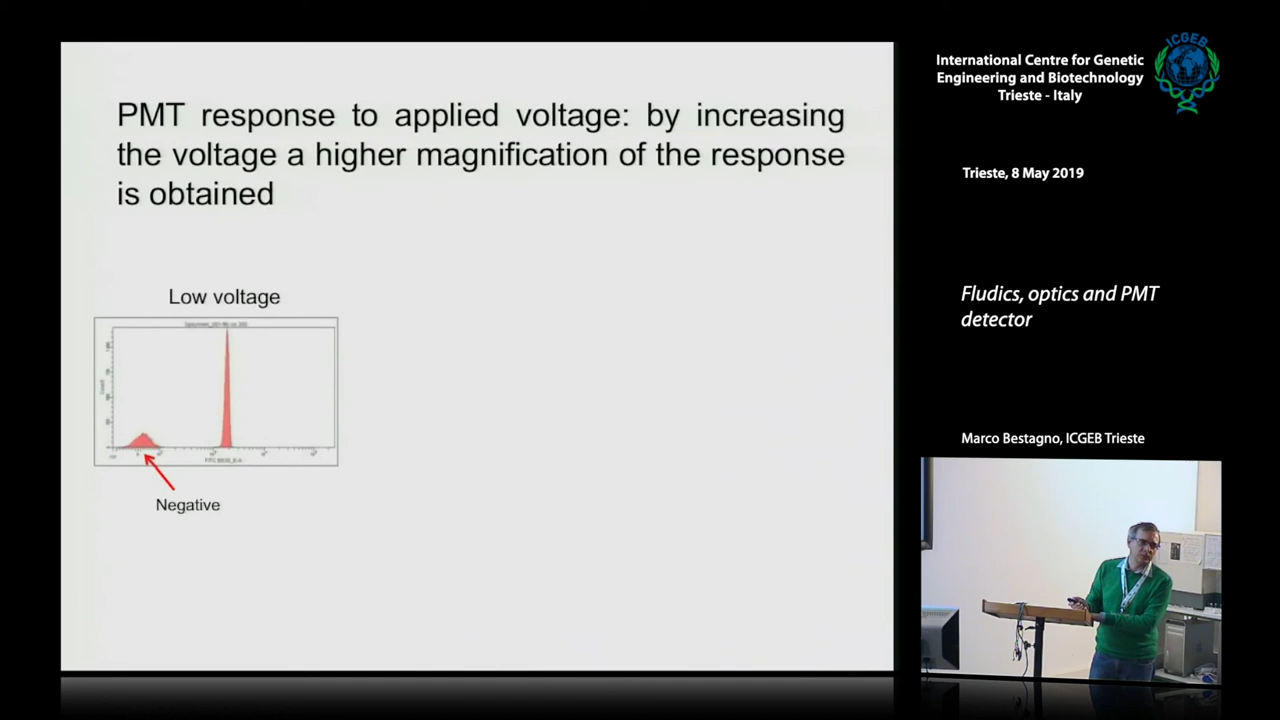 PMT response to applied voltage: by increasing
the voltage a higher magnification of the response
is obtained
Low voltage
Count
Negative
ICGEB
International Centre for Genetic
Engineering and Biotechnology
Trieste - Italy
Trieste, 8 May 2019
Fludics, optics and PMT
detector
Marco Bestagno, ICGEB Trieste